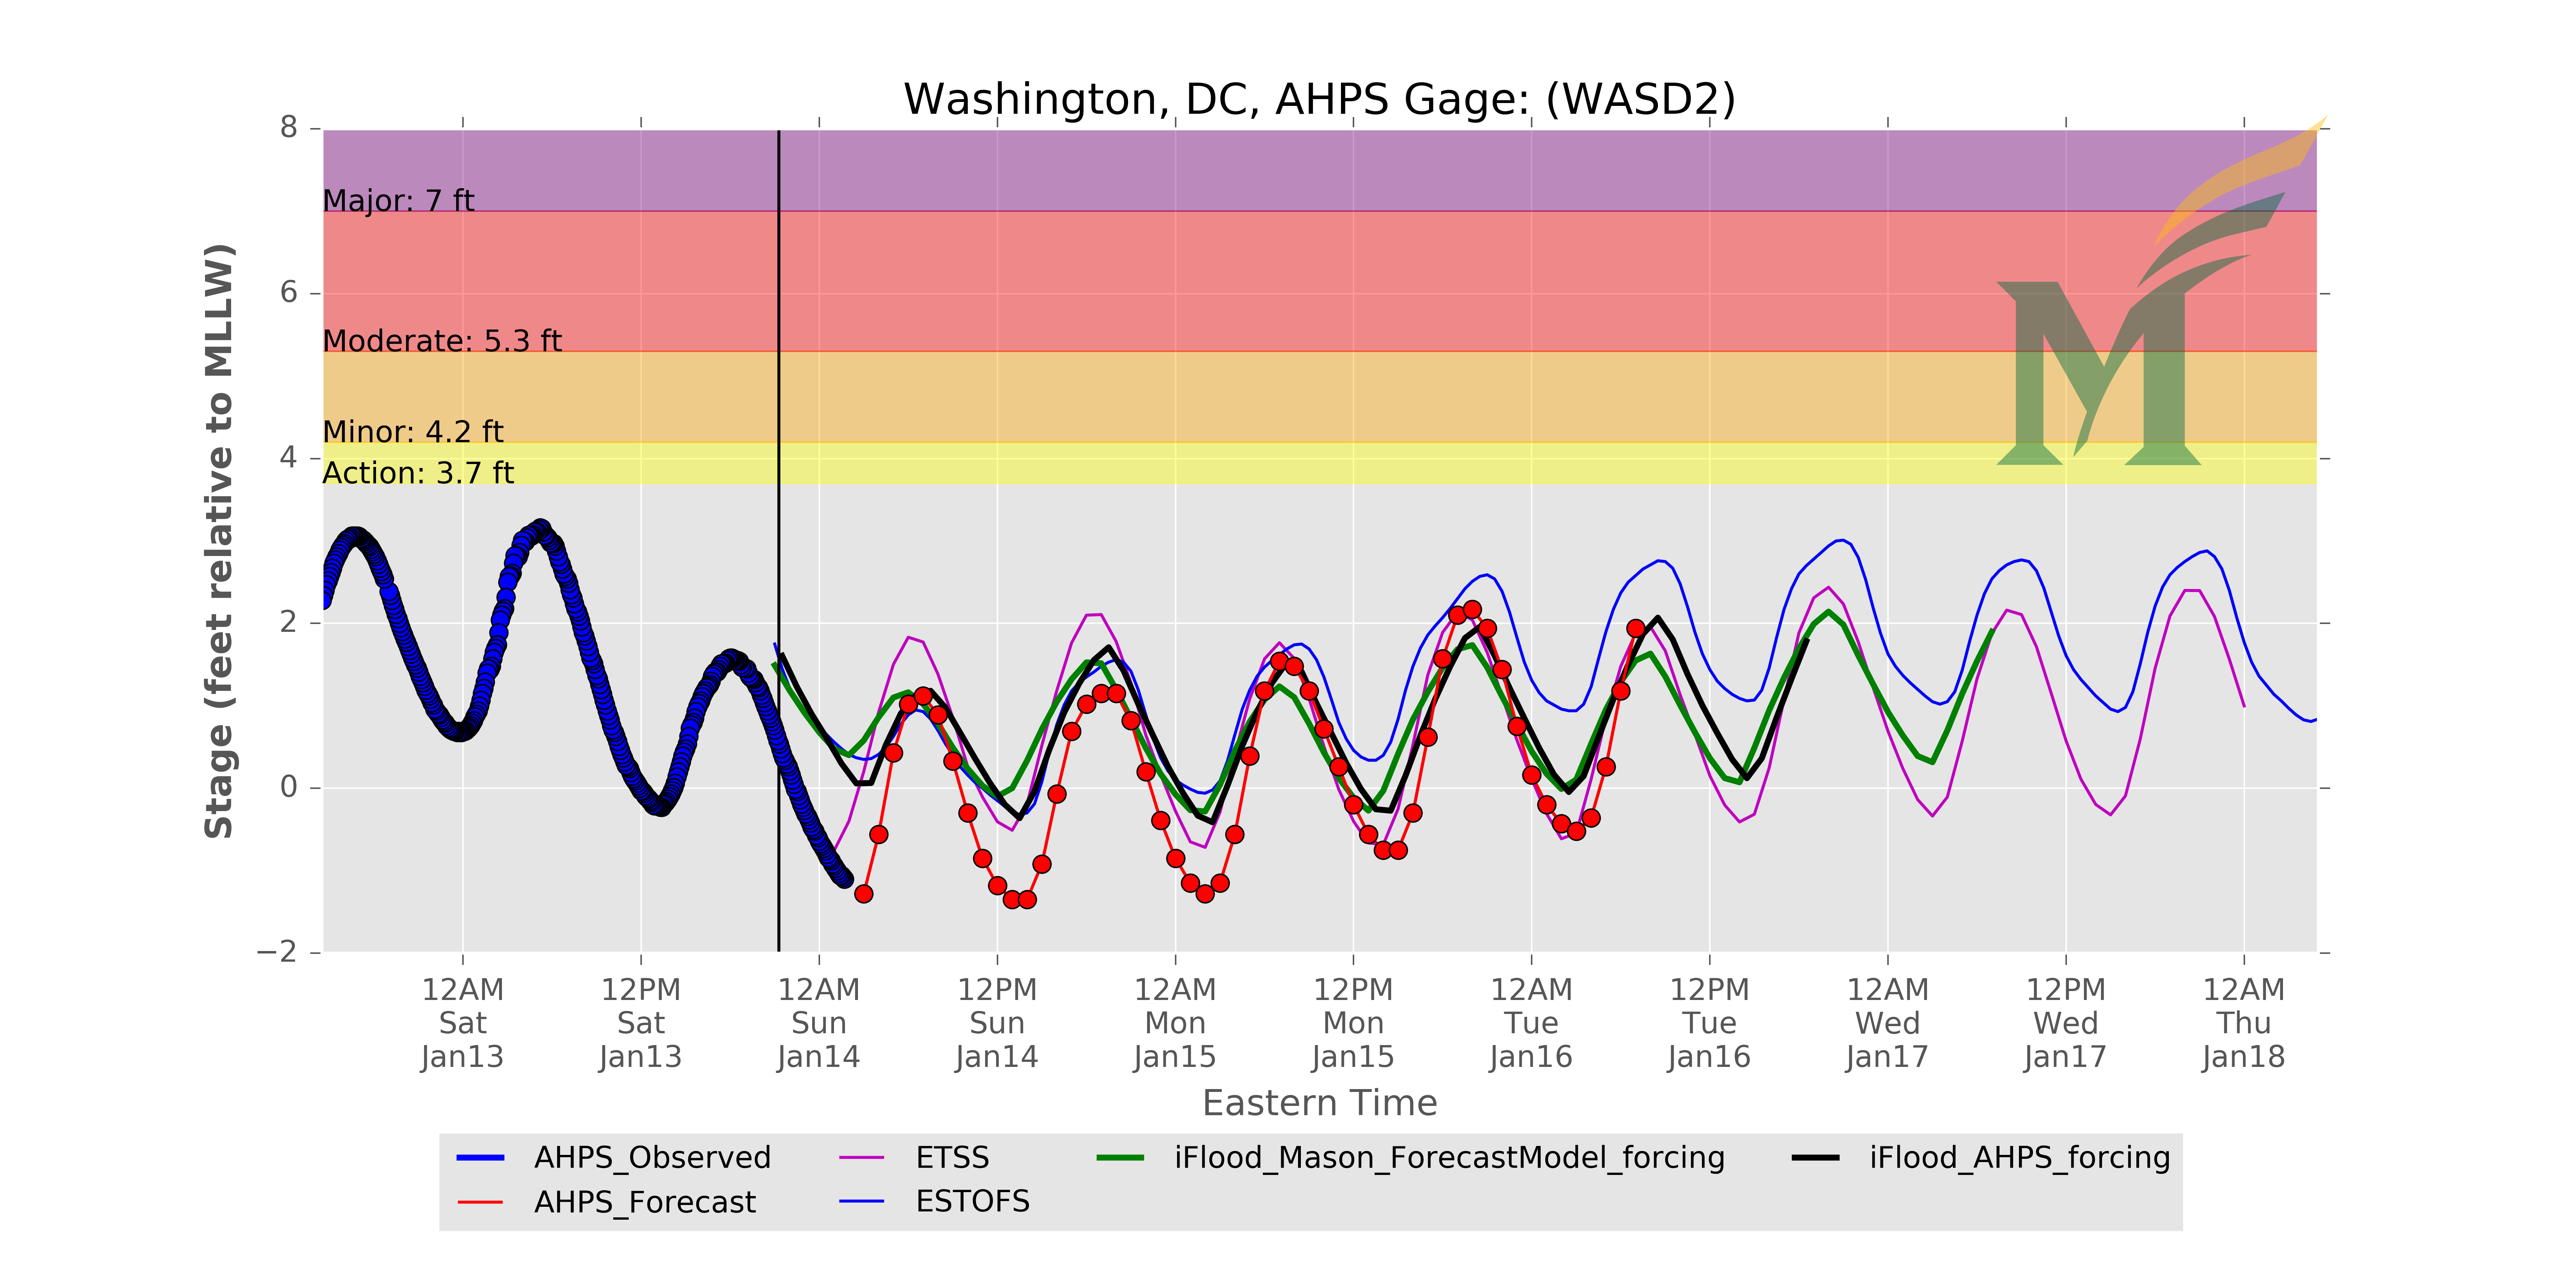 Washington, DC, AHPS Gage: (WASD2)
8
Major: 7 ft
6
Moderate: 5.3 ft
Minor: 4.2 ft
4
Action: 3.7 ft
2
0
−2
Stage (feet relative to MLLW)
12AM 12PM 12AM 12PM 12AM 12PM 12AM 12PM 12AM 12PM 12AM
Sat Sat Sun Sun Mon Mon Tue Tue Wed Wed Thu
Jan13 Jan13 Jan14 Jan14 Jan15 Jan15 Jan16 Jan16 Jan17 Jan17 Jan18
Eastern Time
AHPS_Observed ETSS iFlood_Mason_ForecastModel_forcing iFlood_AHPS_forcing
AHPS_Forecast ESTOFS
M